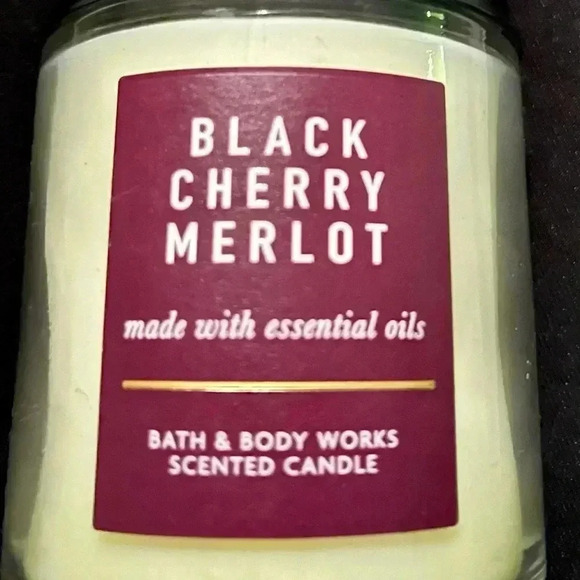 BLACK
CHERRY
MERLOT
made with essential oils
BATH & BODY WORKS
SCENTED CANDLE